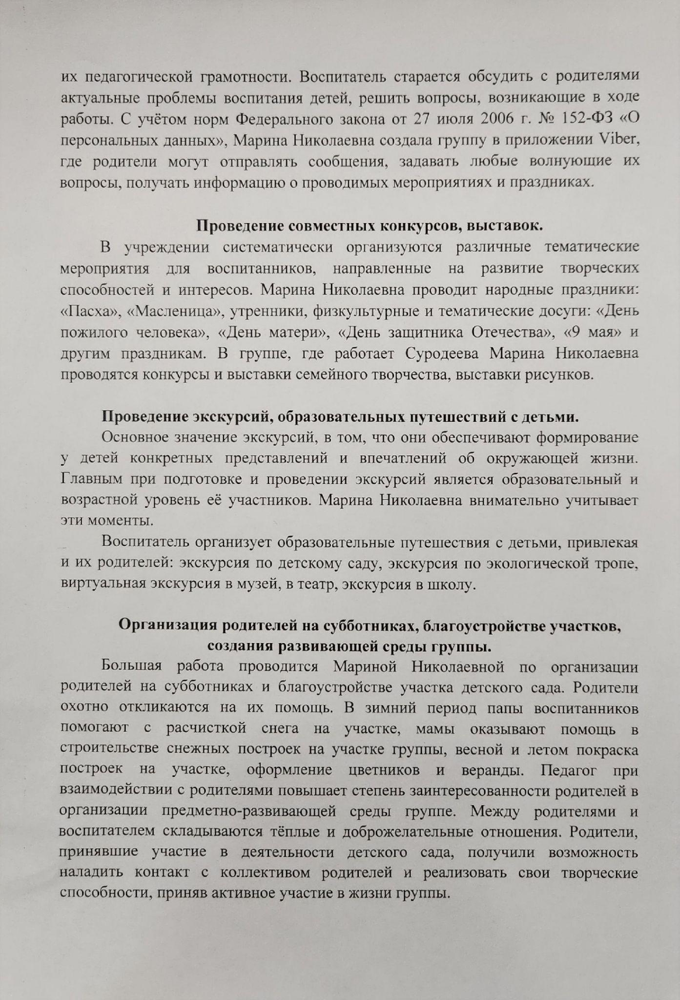 их педагогической грамотности. Воспитатель старается обсудить с родителями
актуальные проблемы воспитания детей, решить вопросы, возникающие в ходе
работы. С учётом норм Федерального закона от 27 июля 2006 г. № 152-ФЗ «О
персональных данных», Марина Николаевна создала группу в приложении Viber,
где родители могут отправлять сообщения, задавать любые волнующие их
вопросы, получать информацию о проводимых мероприятиях и праздниках.
Проведение совместных конкурсов, выставок.
В учреждении систематически организуются различные тематические
мероприятия для воспитанников, направленные на развитие творческих
способностей и интересов. Марина Николаевна проводит народные праздники:
«Пасха», «Масленица», утренники, физкультурные и тематические досуги: «День
пожилого человека», «День матери», «День защитника Отечества», «9 мая» и
другим праздникам. В группе, где работает Суродеева Марина Николаевна
проводятся конкурсы и выставки семейного творчества, выставки рисунков.
Проведение экскурсий, образовательных путешествий с детьми.
Основное значение экскурсий, в том, что они обеспечивают формирование
у детей конкретных представлений и впечатлений об окружающей жизни.
Главным при подготовке и проведении экскурсий является образовательный и
возрастной уровень её участников. Марина Николаевна внимательно учитывает
эти моменты.
Воспитатель организует образовательные путешествия с детьми, привлекая
и их родителей: экскурсия по детскому саду, экскурсия по экологической тропе,
виртуальная экскурсия в музей, в театр, экскурсия в школу.
Организация родителей на субботниках, благоустройстве участков,
создания развивающей среды группы.
Большая работа проводится Мариной Николаевной по организации
родителей на субботниках и благоустройстве участка детского сада. Родители
охотно откликаются на их помощь. В зимний период папы воспитанников
помогают с расчисткой снега на участке, мамы оказывают помощь в
строительстве снежных построек на участке группы, весной и летом покраска
построек на участке, оформление цветников и веранды. Педагог при
взаимодействии с родителями повышает степень заинтересованности родителей в
организации предметно-развивающей среды группе. Между родителями и
воспитателем складываются тёплые и доброжелательные отношения. Родители,
принявшие участие в деятельности детского сада, получили возможность
наладить контакт с коллективом родителей и реализовать свои творческие
способности, приняв активное участие в жизни группы.